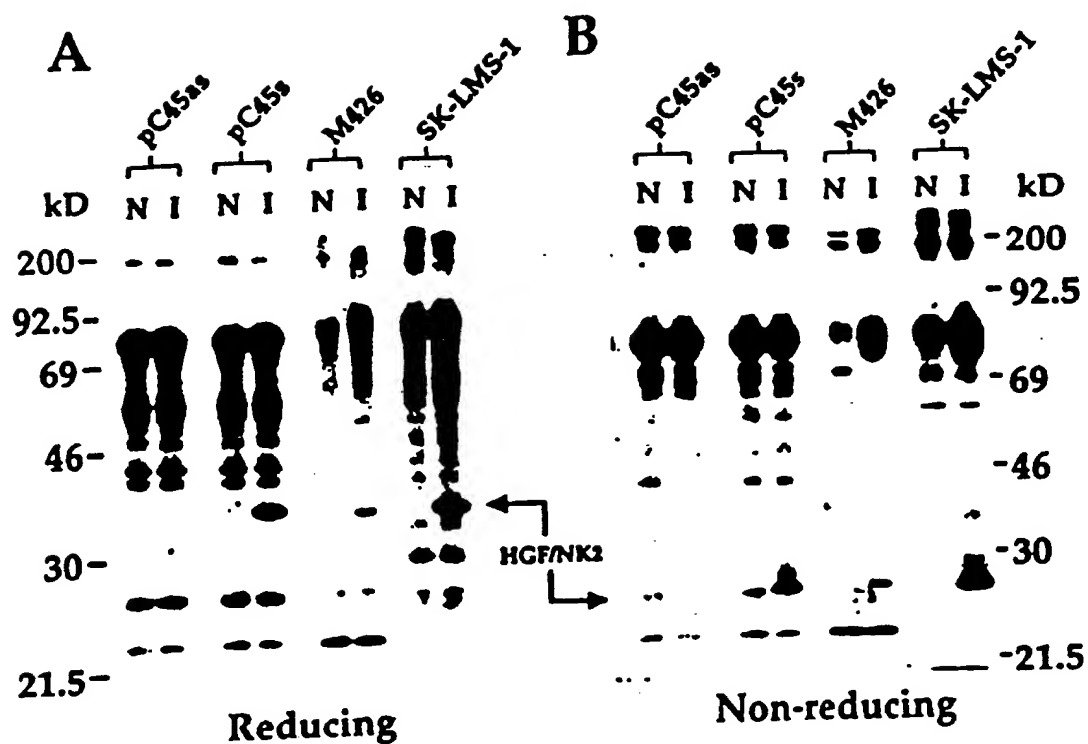 A
pC45as pC45s M426 SK-LMS-1
kD N I N I N I N I
200-
92.5-
69-
46-
30-
21.5-
Reducing
HGF/NK2
B
pC45as pC45s M426 SK-LMS-1
N I N I N I N I kD
-200
-92.5
-69
-46
-30
-21.5
Non-reducing